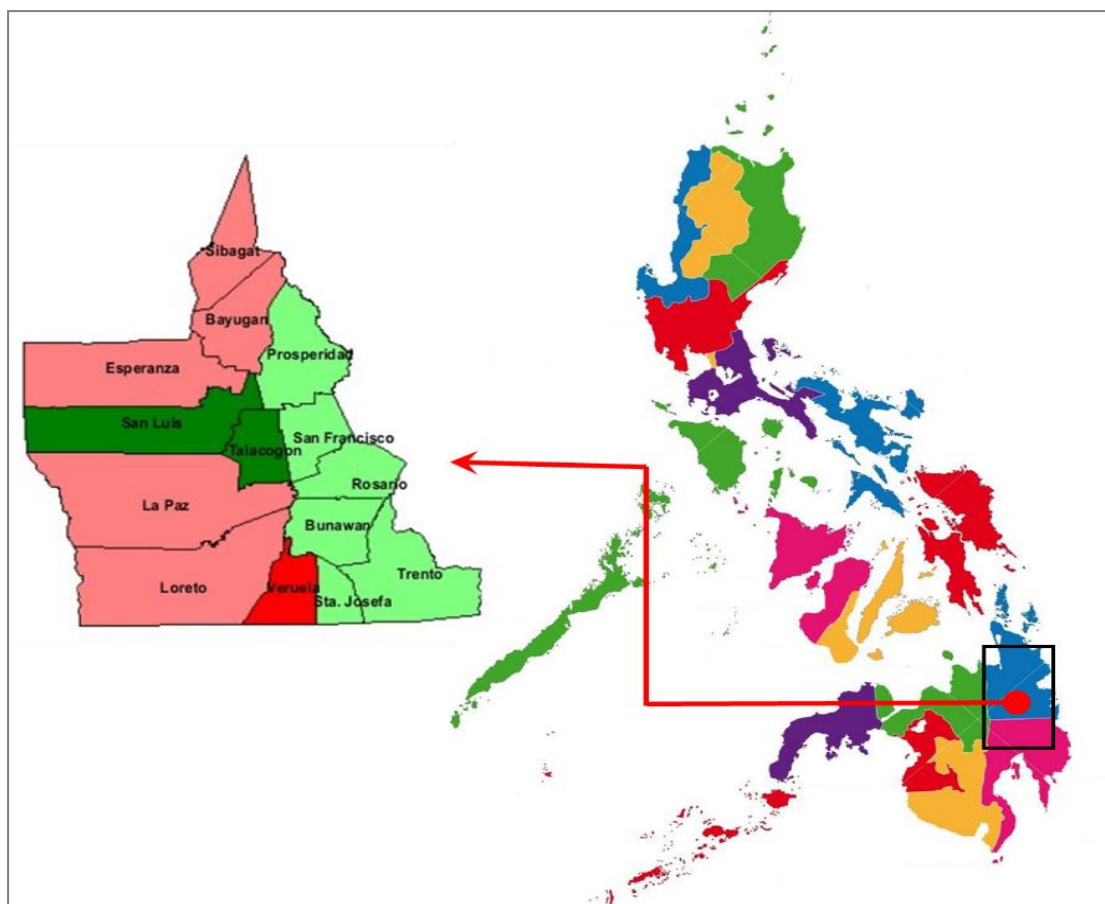 Sibagat
Bayugan
Prosperidad
Esperanza
San Luis
Talacogon
San Francisco
Rosario
La Paz
Bunawan
Loreto
Veruela
Sta. Josefa
Trento